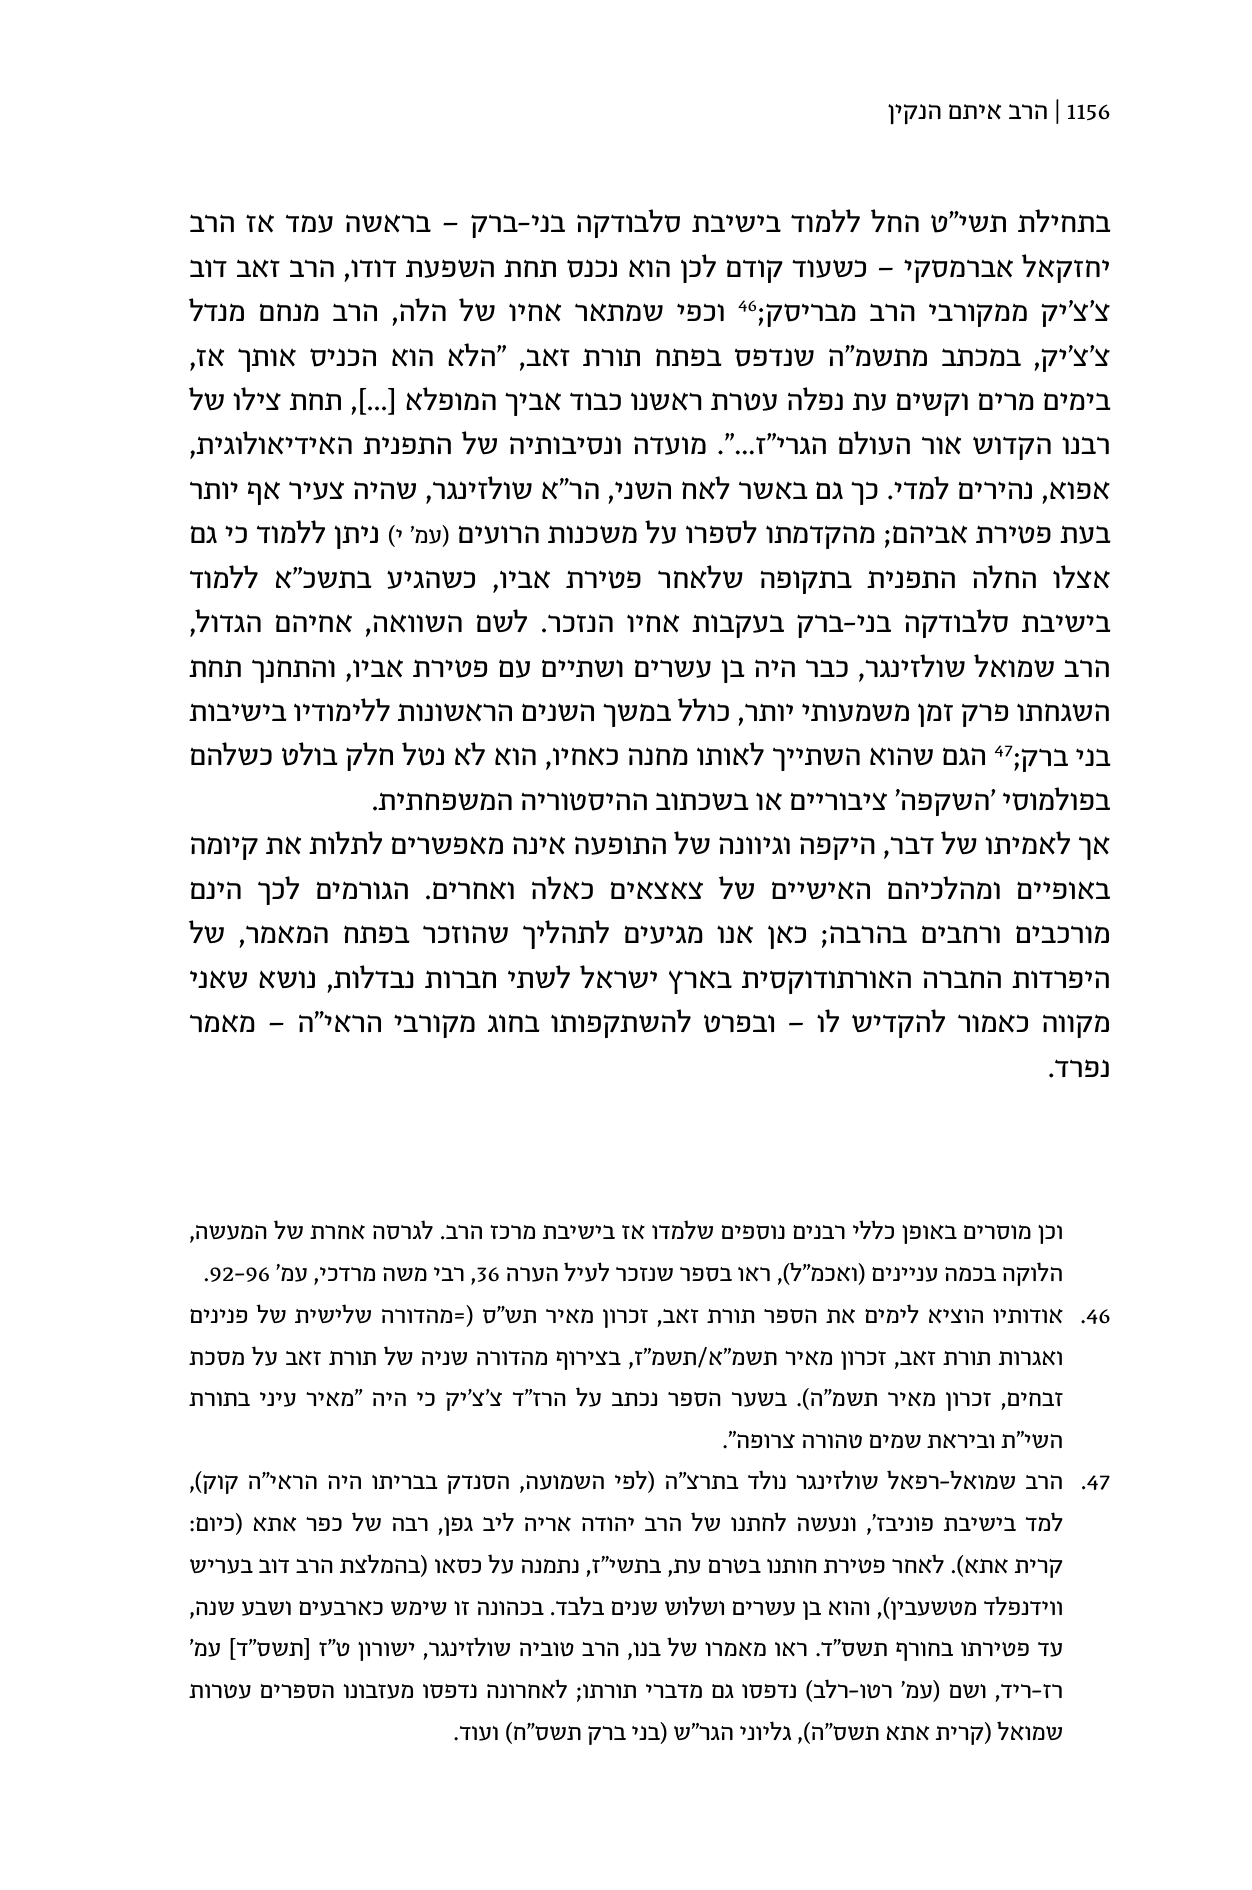 1156 | הרב איתם הנקין
בתחילת תשי"ט החל ללמוד בישיבת סלבודקה בני-ברק – בראשה עמד אז הרב
יחזקאל אברמסקי – כשעוד קודם לכן הוא נכנס תחת השפעת דודו, הרב זאב דוב
צ'צ'יק ממקורבי הרב מבריסק;46 וכפי שמתאר אחיו של הלה, הרב מנחם מנדל
צ'צ'יק, במכתב מתשמ"ה שנדפס בפתח תורת זאב, "הלא הוא הכניס אותך אז,
בימים מרים וקשים עת נפלה עטרת ראשנו כבוד אביך המופלא [...], תחת צילו של
רבנו הקדוש אור העולם הגרי"ז...". מועדה ונסיבותיה של התפנית האידיאולוגית,
אפוא, נהירים למדי. כך גם באשר לאח השני, הר"א שולזינגר, שהיה צעיר אף יותר
בעת פטירת אביהם; מהקדמתו לספרו על משכנות הרועים (עמ' י) ניתן ללמוד כי גם
אצלו החלה התפנית בתקופה שלאחר פטירת אביו, כשהגיע בתשכ"א ללמוד
בישיבת סלבודקה בני-ברק בעקבות אחיו הנזכר. לשם השוואה, אחיהם הגדול,
הרב שמואל שולזינגר, כבר היה בן עשרים ושתיים עם פטירת אביו, והתחנך תחת
השגחתו פרק זמן משמעותי יותר, כולל במשך השנים הראשונות ללימודיו בישיבות
בני ברק;47 הגם שהוא השתייך לאותו מחנה כאחיו, הוא לא נטל חלק בולט כשלהם
בפולמוסי 'השקפה' ציבוריים או בשכתוב ההיסטוריה המשפחתית.
אך לאמיתו של דבר, היקפה וגיוונה של התופעה אינה מאפשרים לתלות את קיומה
באופיים ומהלכיהם האישיים של צאצאים כאלה ואחרים. הגורמים לכך הינם
מורכבים ורחבים בהרבה; כאן אנו מגיעים לתהליך שהוזכר בפתח המאמר, של
היפרדות החברה האורתודוקסית בארץ ישראל לשתי חברות נבדלות, נושא שאני
מקווה כאמור להקדיש לו – ובפרט להשתקפותו בחוג מקורבי הראי"ה – מאמר
נפרד.
וכן מוסרים באופן כללי רבנים נוספים שלמדו אז בישיבת מרכז הרב. לגרסה אחרת של המעשה,
הלוקה בכמה עניינים (ואכמ"ל), ראו בספר שנזכר לעיל הערה 36, רבי משה מרדכי, עמ' 92-96.
46. אודותיו הוציא לימים את הספר תורת זאב, זכרון מאיר תש"ס (=מהדורה שלישית של פנינים
ואגרות תורת זאב, זכרון מאיר תשמ"א/תשמ"ז, בצירוף מהדורה שניה של תורת זאב על מסכת
זבחים, זכרון מאיר תשמ"ה). בשער הספר נכתב על הרז"ד צ'צ'יק כי היה "מאיר עיני בתורת
השי"ת וביראת שמים טהורה צרופה".
47. הרב שמואל-רפאל שולזינגר נולד בתרצ"ה (לפי השמועה, הסנדק בבריתו היה הראי"ה קוק),
למד בישיבת פוניבז', ונעשה לחתנו של הרב יהודה אריה ליב גפן, רבה של כפר אתא (כיום:
קרית אתא). לאחר פטירת חותנו בטרם עת, בתשי"ז, נתמנה על כסאו (בהמלצת הרב דוב בעריש
ווידנפלד מטשעבין), והוא בן עשרים ושלוש שנים בלבד. בכהונה זו שימש כארבעים ושבע שנה,
עד פטירתו בחורף תשס"ד. ראו מאמרו של בנו, הרב טוביה שולזינגר, ישורון ט"ז [תשס"ד] עמ'
רז-ריד, ושם (עמ' רטו-רלב) נדפסו גם מדברי תורתו; לאחרונה נדפסו מעזבונו הספרים עטרות
שמואל (קרית אתא תשס"ה), גליוני הגר"ש (בני ברק תשס"ח) ועוד.